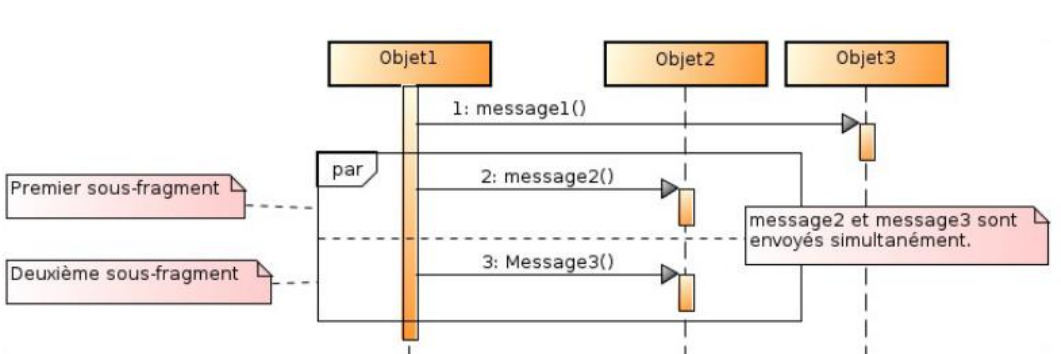 Objet1
Objet2
Objet3
1: message1()
par
2: message2()
Premier sous-fragment
message2 et message3 sont
envoyés simultanément.
3: Message3()
Deuxième sous-fragment